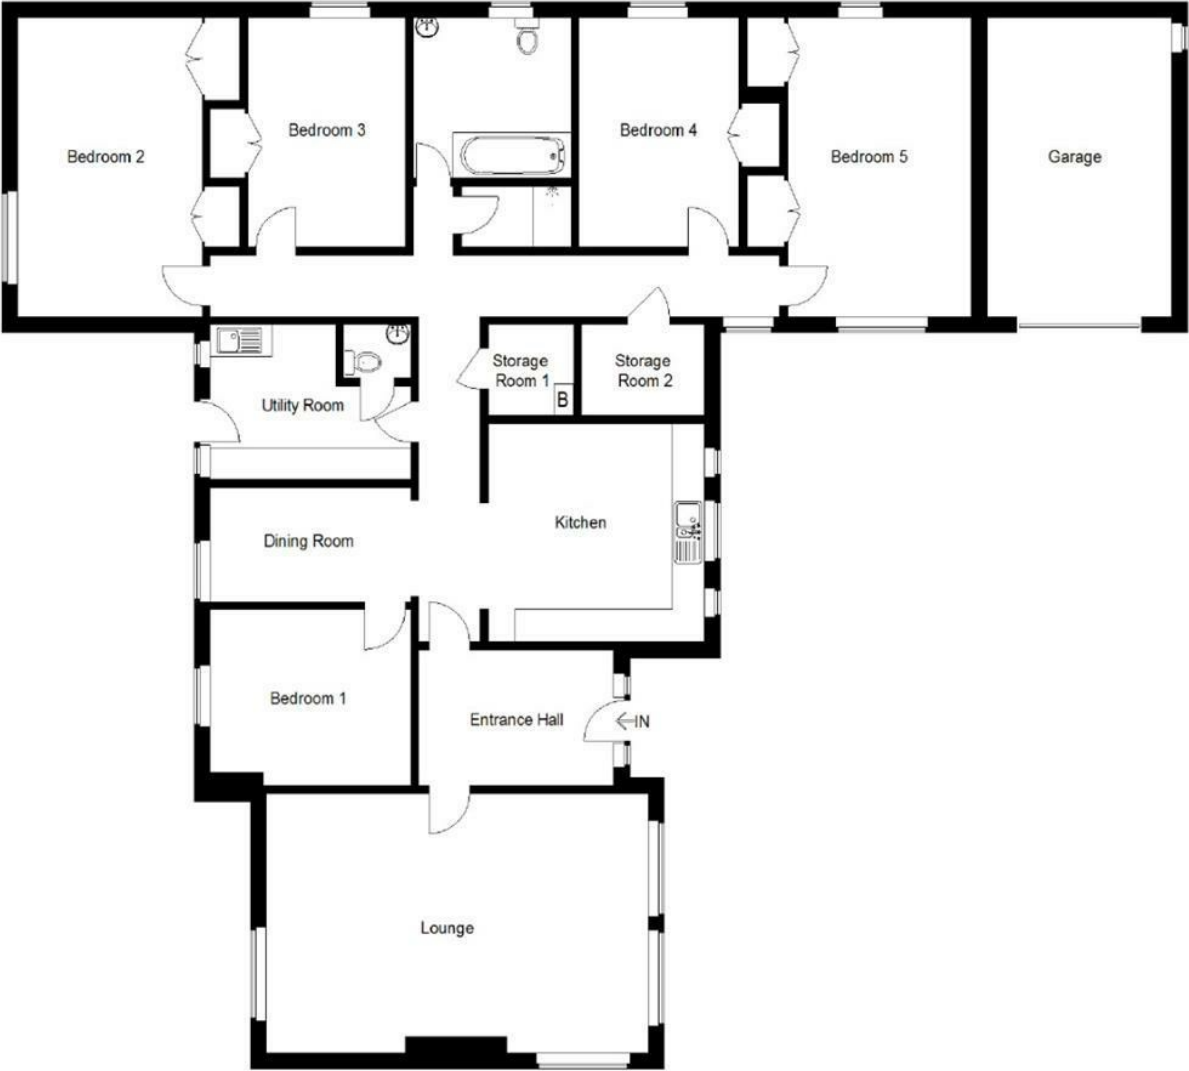 Bedroom 2
Bedroom 3
Bedroom 4
Bedroom 5
Garage
Storage
Room 1
B
Storage
Room 2
Utility Room
Kitchen
Dining Room
Bedroom 1
Entrance Hall
←IN
Lounge